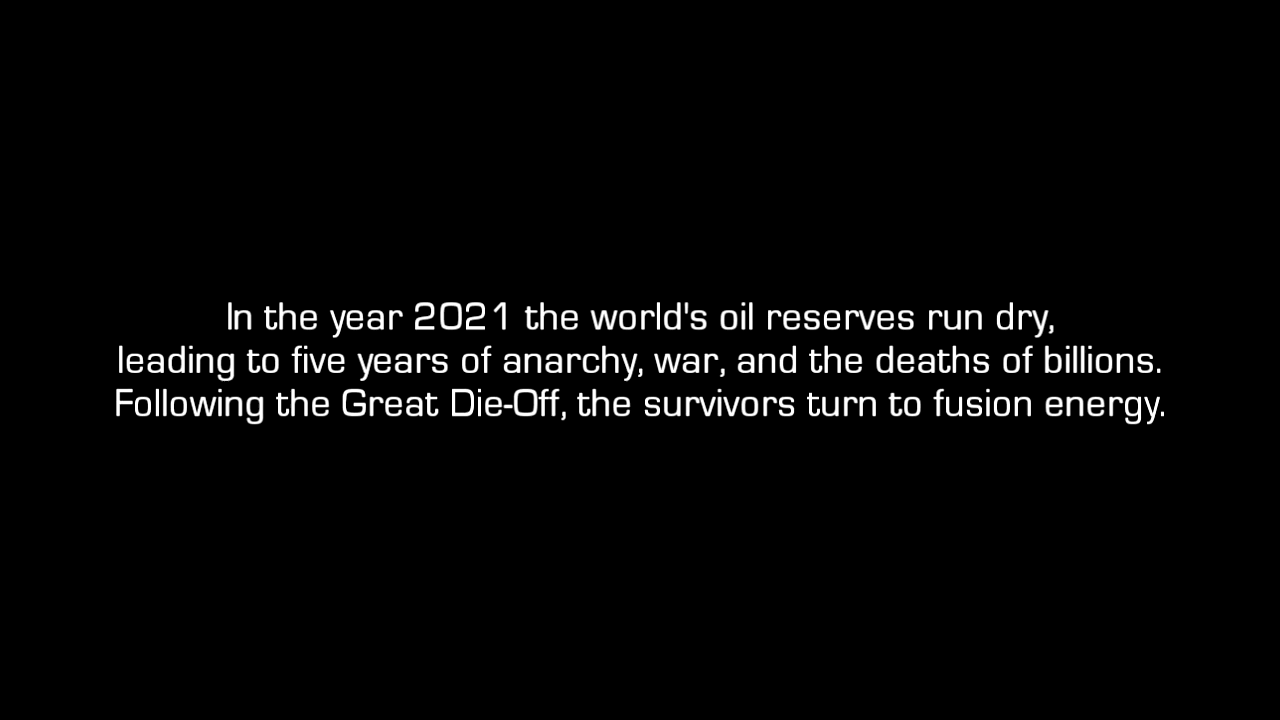 In the year 2021 the world's oil reserves run dry,
leading to five years of anarchy, war, and the deaths of billions.
Following the Great Die-Off, the survivors turn to fusion energy.